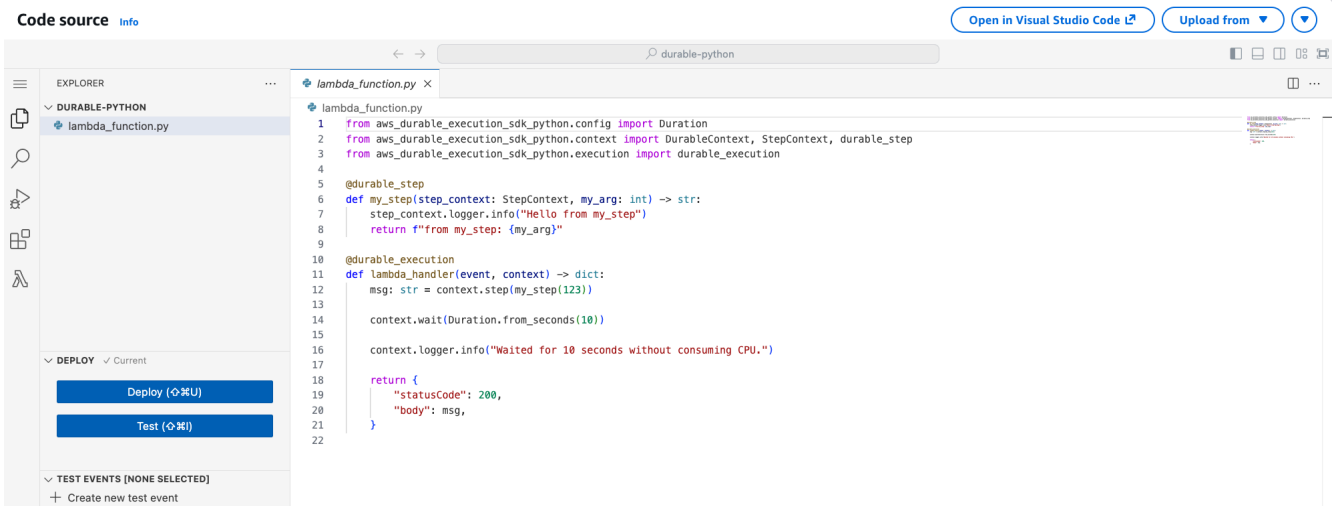 Code source Info
Open in Visual Studio Code
Upload from
durable-python
EXPLORER
DURABLE-PYTHON
lambda_function.py
DEPLOY Current
Deploy (⇧⌘U)
Test (⇧⌘I)
TEST EVENTS [NONE SELECTED]
Create new test event
lambda_function.py
lambda_function.py
1 from aws_durable_execution_sdk_python.config import Duration
2 from aws_durable_execution_sdk_python.context import DurableContext, StepContext, durable_step
3 from aws_durable_execution_sdk_python.execution import durable_execution
4
5 @durable_step
6 def my_step(step_context: StepContext, my_arg: int) -> str:
7     step_context.logger.info("Hello from my_step")
8     return f"from my_step: {my_arg}"
9
10 @durable_execution
11 def lambda_handler(event, context) -> dict:
12     msg: str = context.step(my_step(123))
13
14     context.wait(Duration.from_seconds(10))
15
16     context.logger.info("Waited for 10 seconds without consuming CPU.")
17
18     return {
19         "statusCode": 200,
20         "body": msg,
21     }
22